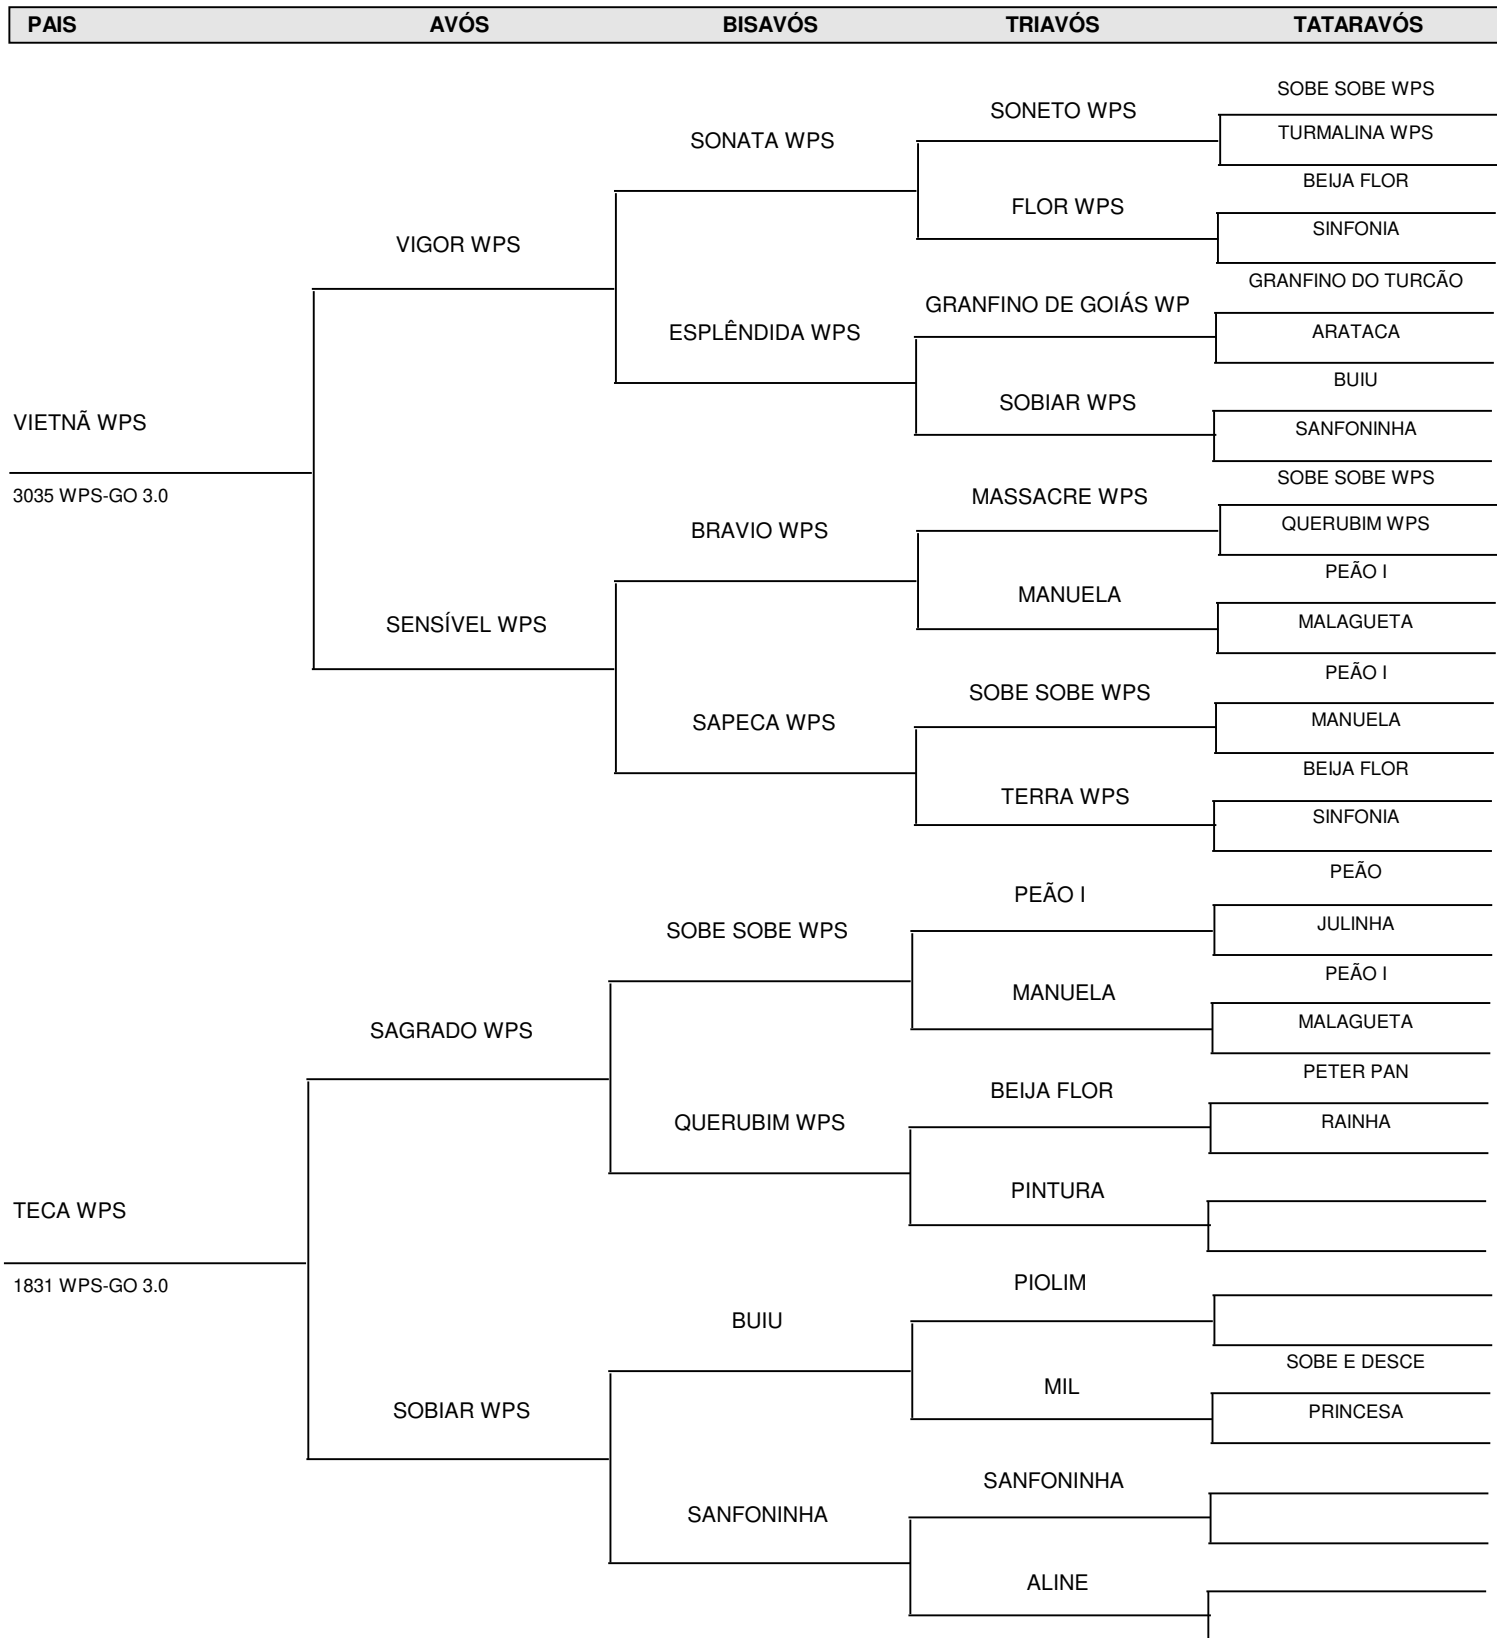 PAIS AVÓS BISAVÓS TRIAVÓS TATARAVÓS
SOBE SOBE WPS
SONETO WPS
TURMALINA WPS
SONATA WPS
BEIJA FLOR
FLOR WPS
SINFONIA
VIGOR WPS
GRANFINO DO TURCÃO
GRANFINO DE GOIÁS WP
ESPLÊNDIDA WPS
ARATACA
BUIU
SOBIAR WPS
VIETNÃ WPS
SANFONINHA
SOBE SOBE WPS
3035 WPS-GO 3.0
MASSACRE WPS
QUERUBIM WPS
BRAVIO WPS
PEÃO I
MANUELA
MALAGUETA
SENSÍVEL WPS
PEÃO I
SOBE SOBE WPS
MANUELA
SAPECA WPS
BEIJA FLOR
TERRA WPS
SINFONIA
PEÃO
PEÃO I
JULINHA
SOBE SOBE WPS
PEÃO I
MANUELA
MALAGUETA
SAGRADO WPS
PETER PAN
BEIJA FLOR
RAINHA
QUERUBIM WPS
PINTURA
TECA WPS
1831 WPS-GO 3.0
PIOLIM
BUIU
SOBE E DESCE
MIL
PRINCESA
SOBIAR WPS
SANFONINHA
SANFONINHA
ALINE